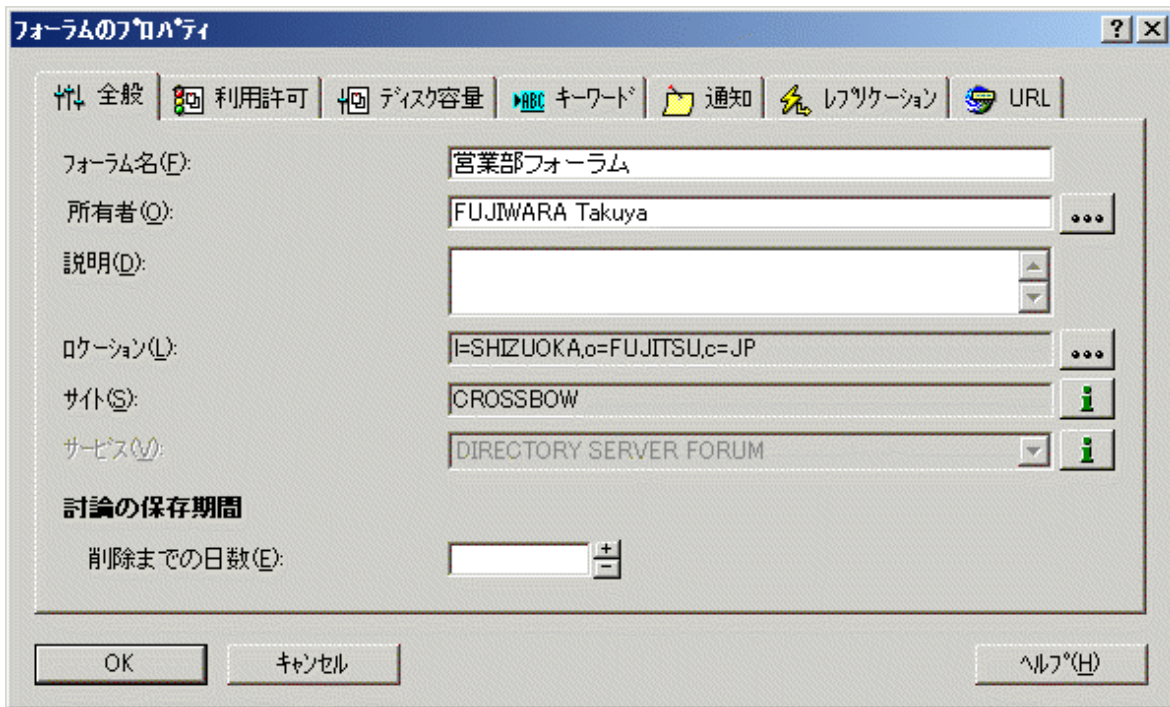 フォーラムのプロパティ
全般 利用許可 ディスク容量 ABC キーワード 通知 レプリケーション URL
フォーラム名(F): 営業部フォーラム
所有者(O): FUJIWARA Takuya
説明(D):
ロケーション(L): l=SHIZUOKA,o=FUJITSU,c=JP
サイト(S): CROSSBOW
サービス(V): DIRECTORY SERVER FORUM
討論の保存期間
削除までの日数(E):
OK キャンセル ヘルプ(H)